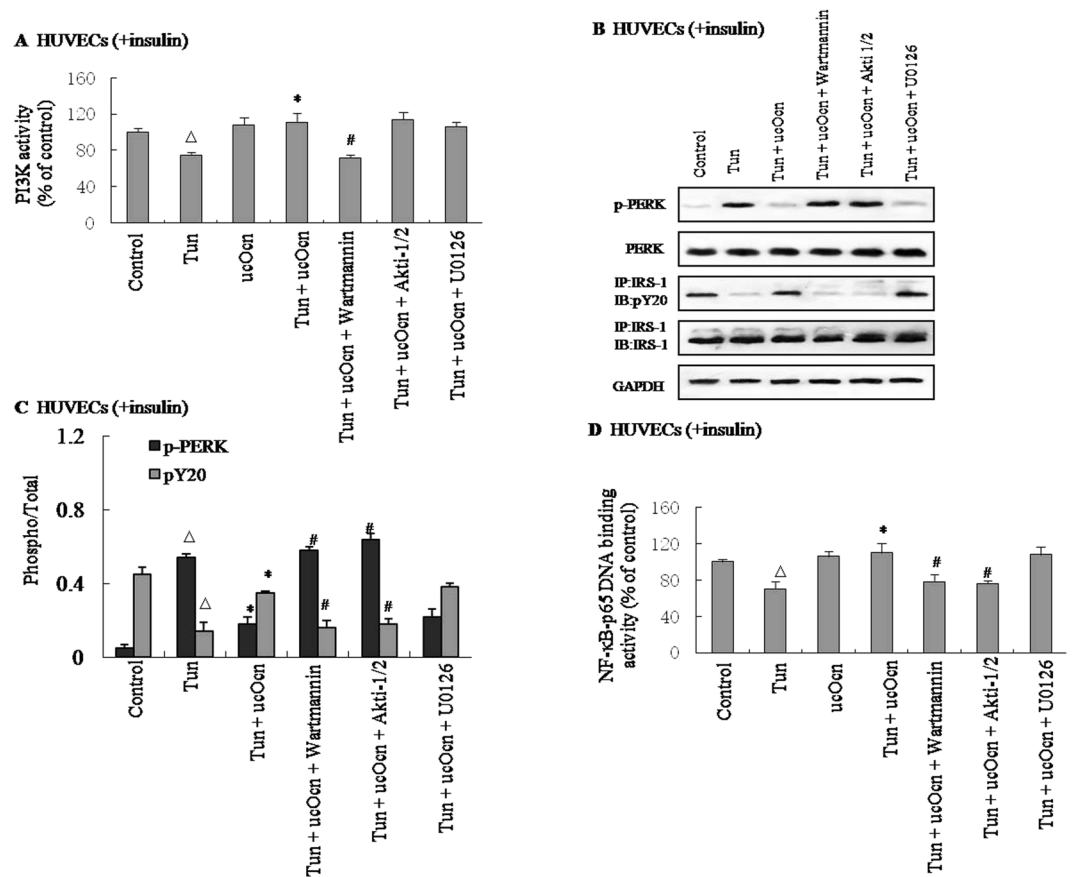 A HUVECs (+insulin)
PI3K activity
(% of control)
160
120
80
40
0
△
*
#
Control
Tun
ucOcn
Tun + ucOcn
Tun + ucOcn + Wartmannin
Tun + ucOcn + Akti-1/2
Tun + ucOcn + U0126
B HUVECs (+insulin)
Control
Tun
Tun + ucOcn
Tun + ucOcn + Wartmannin
Tun + ucOcn + Akti 1/2
Tun + ucOcn + U0126
p-PERK
PERK
IP:IRS-1
IB:pY20
IP:IRS-1
IB:IRS-1
GAPDH
C HUVECs (+insulin)
Phospho/Total
1.2
0.8
0.4
0
p-PERK
pY20
△
△
*
*
#
#
#
#
Control
Tun
Tun + ucOcn
Tun + ucOcn + Wartmannin
Tun + ucOcn + Akti-1/2
Tun + ucOcn + U0126
D HUVECs (+insulin)
NF-κB-p65 DNA binding
activity (% of control)
160
120
80
40
0
△
*
#
#
Control
Tun
ucOcn
Tun + ucOcn
Tun + ucOcn + Wartmannin
Tun + ucOcn + Akti-1/2
Tun + ucOcn + U0126